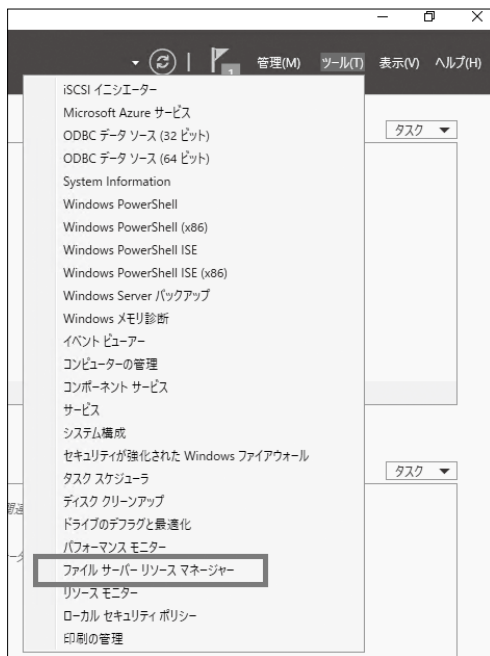 1
管理(M) ツール(T) 表示(V) ヘルプ(H)
iSCSI イニシエーター
Microsoft Azure サービス
タスク
ODBC データ ソース (32 ビット)
ODBC データ ソース (64 ビット)
System Information
Windows PowerShell
Windows PowerShell (x86)
Windows PowerShell ISE
Windows PowerShell ISE (x86)
Windows Server バックアップ
Windows メモリ診断
イベント ビューアー
コンピューターの管理
コンポーネント サービス
サービス
システム構成
セキュリティが強化された Windows ファイアウォール
タスク スケジューラ
タスク
ディスク クリーンアップ
ドライブのデフラグと最適化
パフォーマンス モニター
ファイル サーバー リソース マネージャー
リソース モニター
ローカル セキュリティ ポリシー
印刷の管理